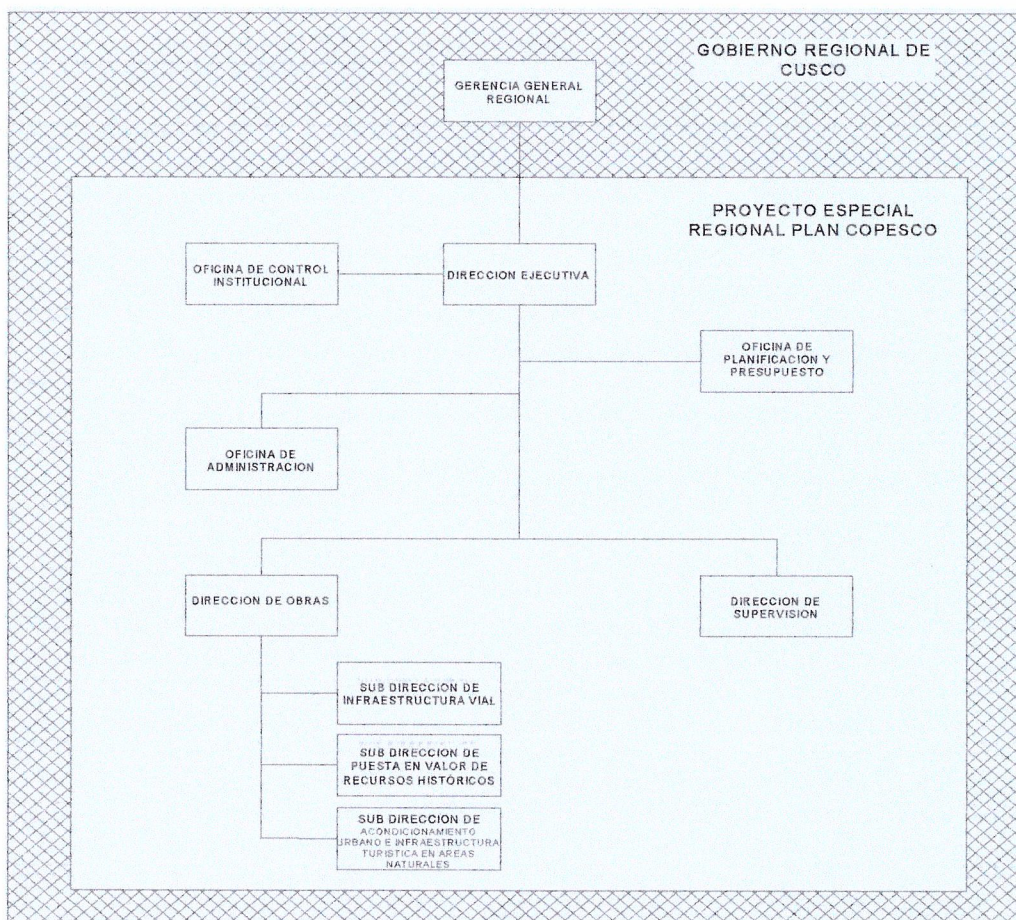 GOBIERNO REGIONAL DE
CUSCO
GERENCIA GENERAL
REGIONAL
PROYECTO ESPECIAL
REGIONAL PLAN COPESCO
OFICINA DE CONTROL
INSTITUCIONAL
DIRECCION EJECUTIVA
OFICINA DE
PLANIFICACION Y
PRESUPUESTO
OFICINA DE
ADMINISTRACION
DIRECCION DE OBRAS
DIRECCION DE
SUPERVISION
SUB DIRECCION DE
INFRAESTRUCTURA VIAL
SUB DIRECCION DE
PUESTA EN VALOR DE
RECURSOS HISTÓRICOS
SUB DIRECCION DE
ACONDICIONAMIENTO
URBANO E INFRAESTRUCTURA
TURISTICA EN AREAS
NATURALES